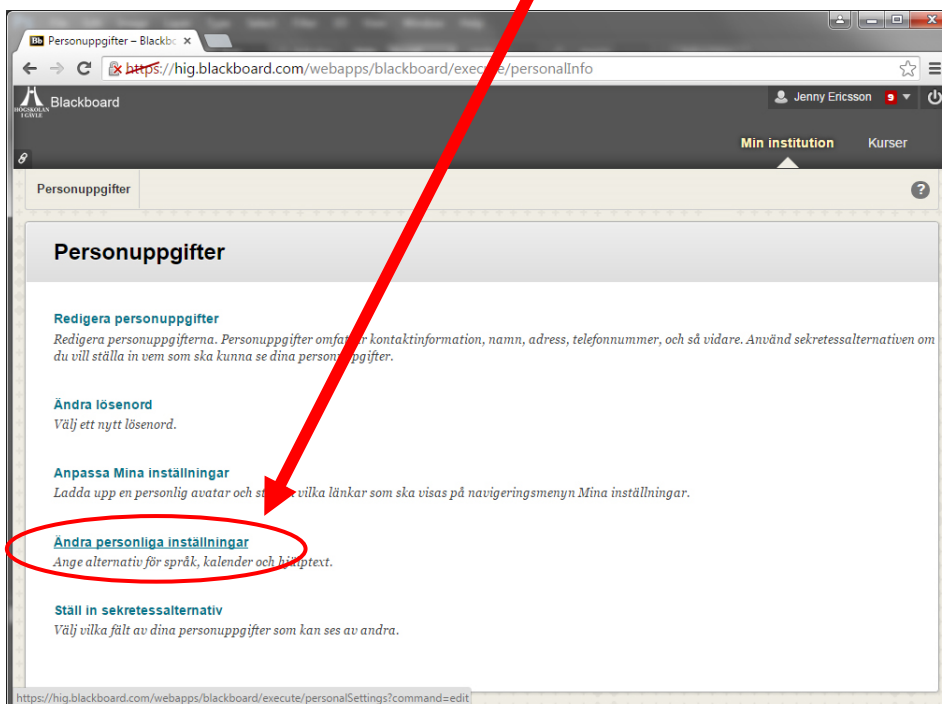 Personuppgifter – Blackbo
https://hig.blackboard.com/webapps/blackboard/execute/personalInfo
HÖGSKOLAN
I GÄVLE
Blackboard
Jenny Ericsson 9
Min institution Kurser
Personuppgifter
?
Personuppgifter
Redigera personuppgifter
Redigera personuppgifterna. Personuppgifter omfattar kontaktinformation, namn, adress, telefonnummer, och så vidare. Använd sekretessalternativen om
du vill ställa in vem som ska kunna se dina personuppgifter.
Ändra lösenord
Välj ett nytt lösenord.
Anpassa Mina inställningar
Ladda upp en personlig avatar och vilka länkar som ska visas på navigeringsmenyn Mina inställningar.
Ändra personliga inställningar
Ange alternativ för språk, kalender och hjälptext.
Ställ in sekretessalternativ
Välj vilka fält av dina personuppgifter som kan ses av andra.
https://hig.blackboard.com/webapps/blackboard/execute/personalSettings?command=edit